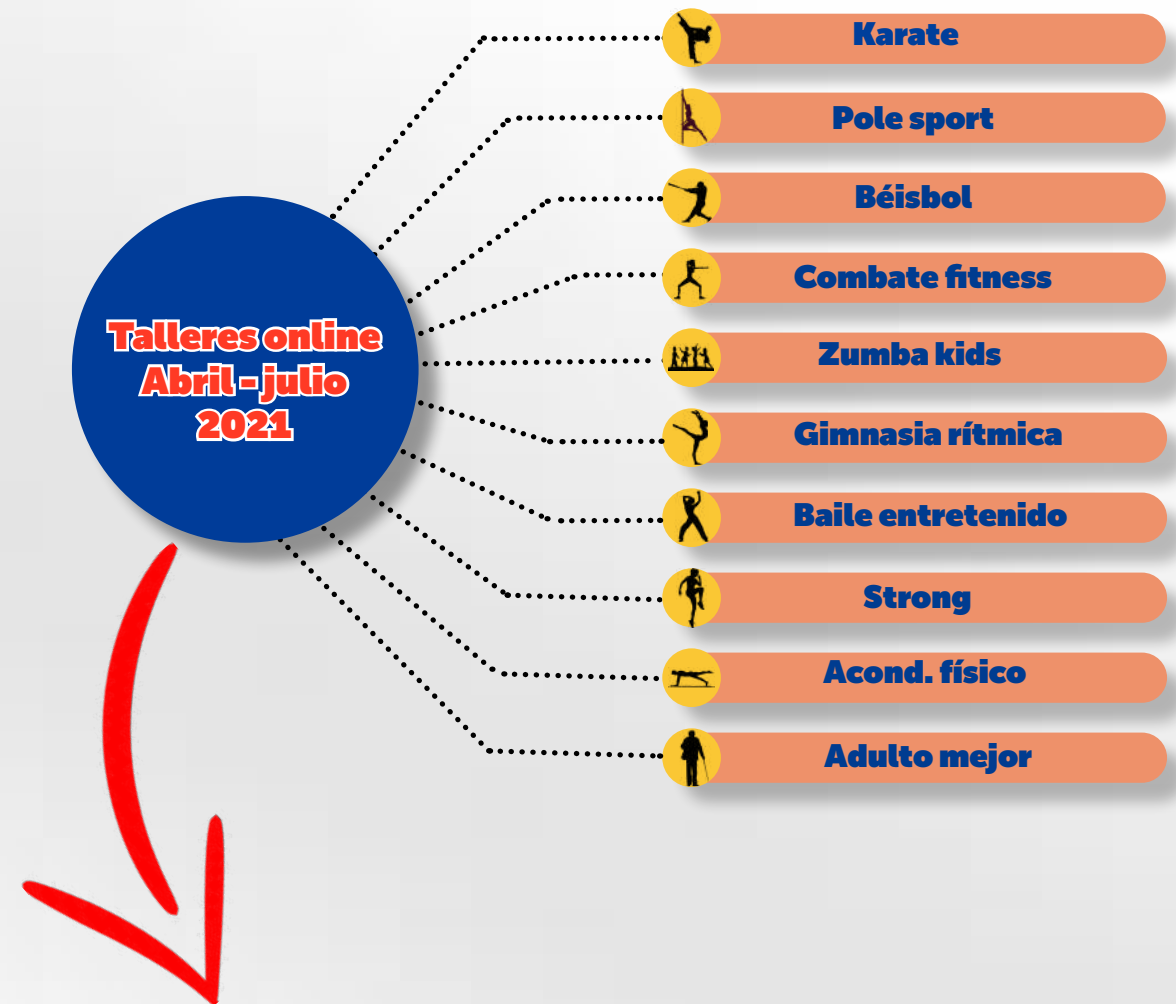 Talleres online
Abril - julio
2021
Karate
Pole sport
Béisbol
Combate fitness
Zumba kids
Gimnasia rítmica
Baile entretenido
Strong
Acond. físico
Adulto mejor